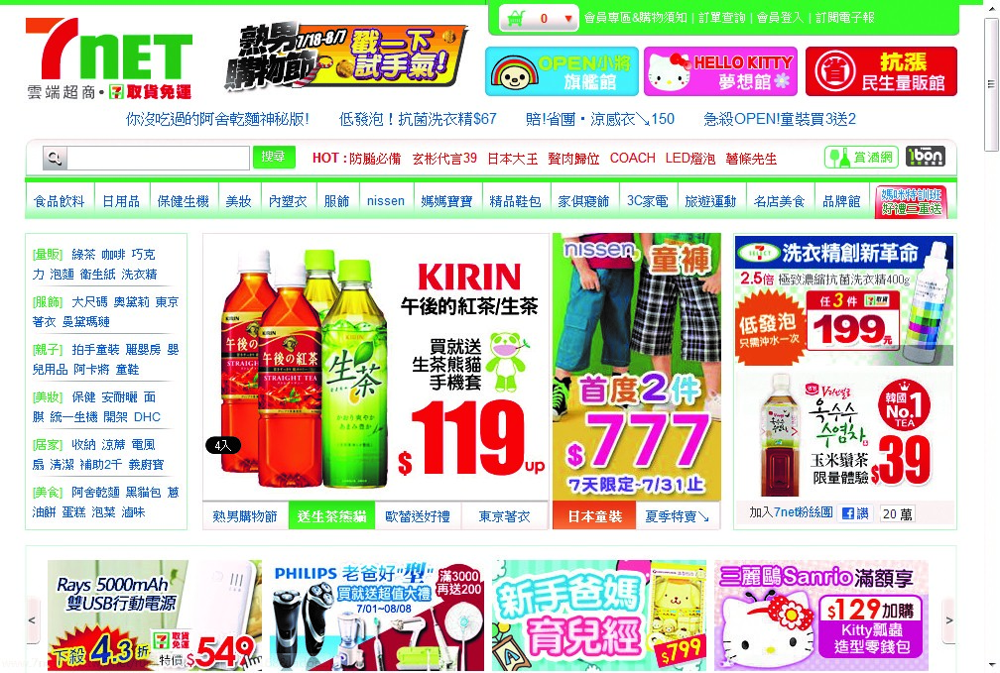 7NET
雲端超商•7取貨免運
熟男購物節
7/18-8/7
戳一下
試手氣!
0 ▼
會員專區&購物須知 | 訂單查詢 | 會員登入 | 訂閱電子報
OPEN小將
旗艦館
HELLO KITTY
夢想館
省
抗漲
民生量販館
你沒吃過的阿舍乾麵神秘版!
低發泡！抗菌洗衣精$67
賠!省團‧涼感衣↘150
急殺OPEN!童裝買3送2
搜尋
HOT : 防颱必備 玄彬代言39 日本大王 贅肉歸位 COACH LED燈泡 薯條先生
賞酒網
ibon
食品飲料 日用品 保健生機 美妝 內塑衣 服飾 nissen 媽媽寶寶 精品鞋包 家俱寢飾 3C家電 旅遊運動 名店美食 品牌館
媽咪特訓班
好禮三重送
[量販] 綠茶 咖啡 巧克
力 泡麵 衛生紙 洗衣精
[服飾] 大尺碼 奧黛莉 東京
著衣 曼黛瑪璉
[親子] 拍手童裝 麗嬰房 嬰
兒用品 阿卡將 童鞋
[美妝] 保健 安耐曬 面
膜 統一生機 開架 DHC
[居家] 收納 涼蓆 電風
扇 清潔 補助2千 義廚寶
[美食] 阿舍乾麵 黑貓包 蔥
油餅 蛋糕 泡菜 滷味
KIRIN
午後の紅茶
STRAIGHT TEA
生茶
4入
KIRIN
午後的紅茶/生茶
買就送
生茶熊貓
手機套
$119up
熟男購物節 送生茶熊貓 歐蕾送好禮 東京著衣
nissen, 童褲
首度2件
$777
7天限定~7/31止
日本童裝 夏季特賣↘
7 SELECT
洗衣精創新革命
2.5倍 極致濃縮抗菌洗衣精400g
低發泡
只需沖水一次
任3件
199元
옥수수
수염차
韓國
No.1
TEA
玉米鬚茶
限量體驗
$39
加入7net粉絲團 讚 20 萬
<
Rays 5000mAh
雙USB行動電源
下殺4.3折
取貨免運
特價$549
PHILIPS 老爸好"型"
買就送超值大禮
7/01~08/08
滿3000
再送200
新手爸媽
育兒經
$799
三麗鷗Sanrio滿額享
$129加購
Kitty瓢蟲
造型零錢包
>